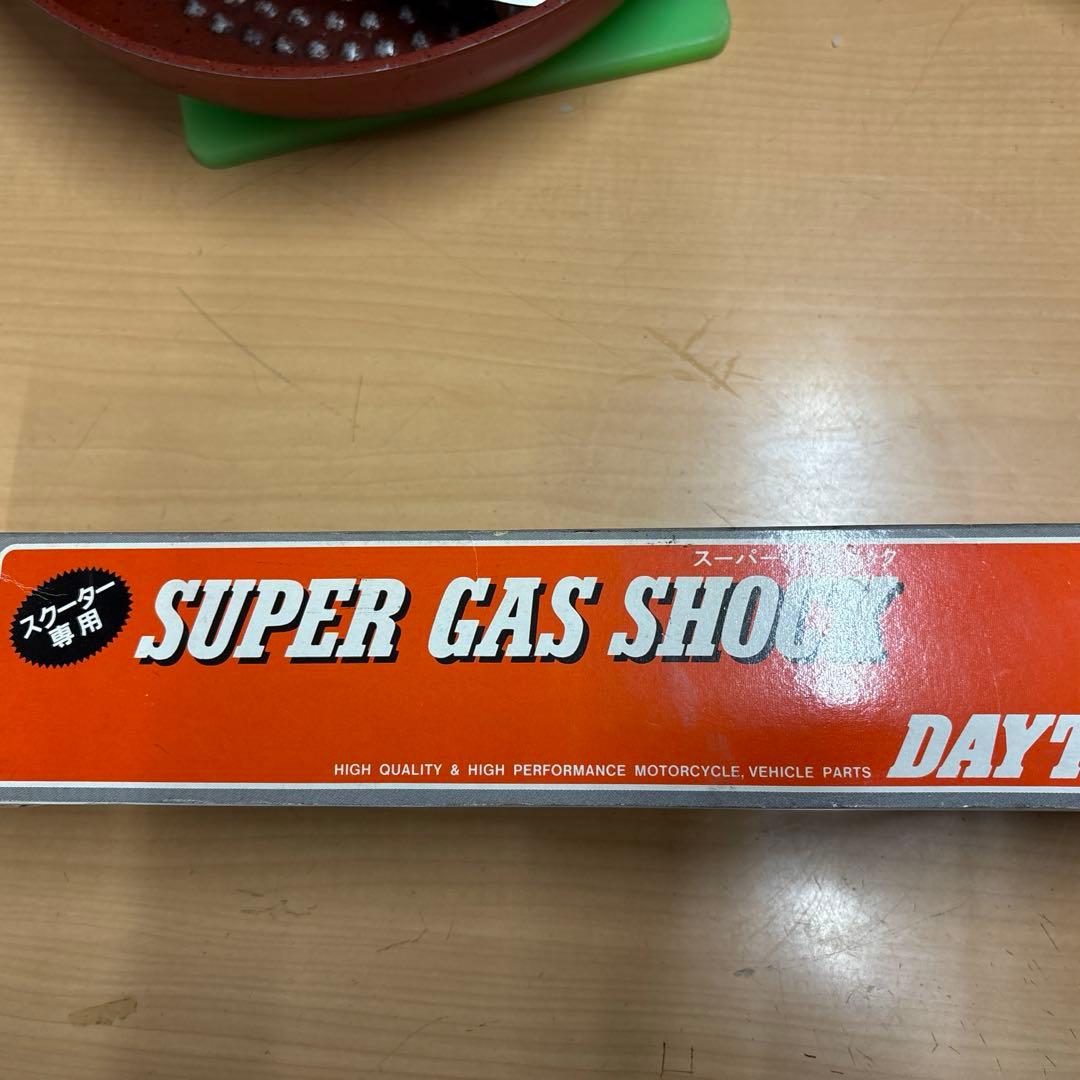 スクーター
専用
スーパー
SUPER GAS SHOCK
HIGH QUALITY & HIGH PERFORMANCE MOTORCYCLE, VEHICLE PARTS
DAYT